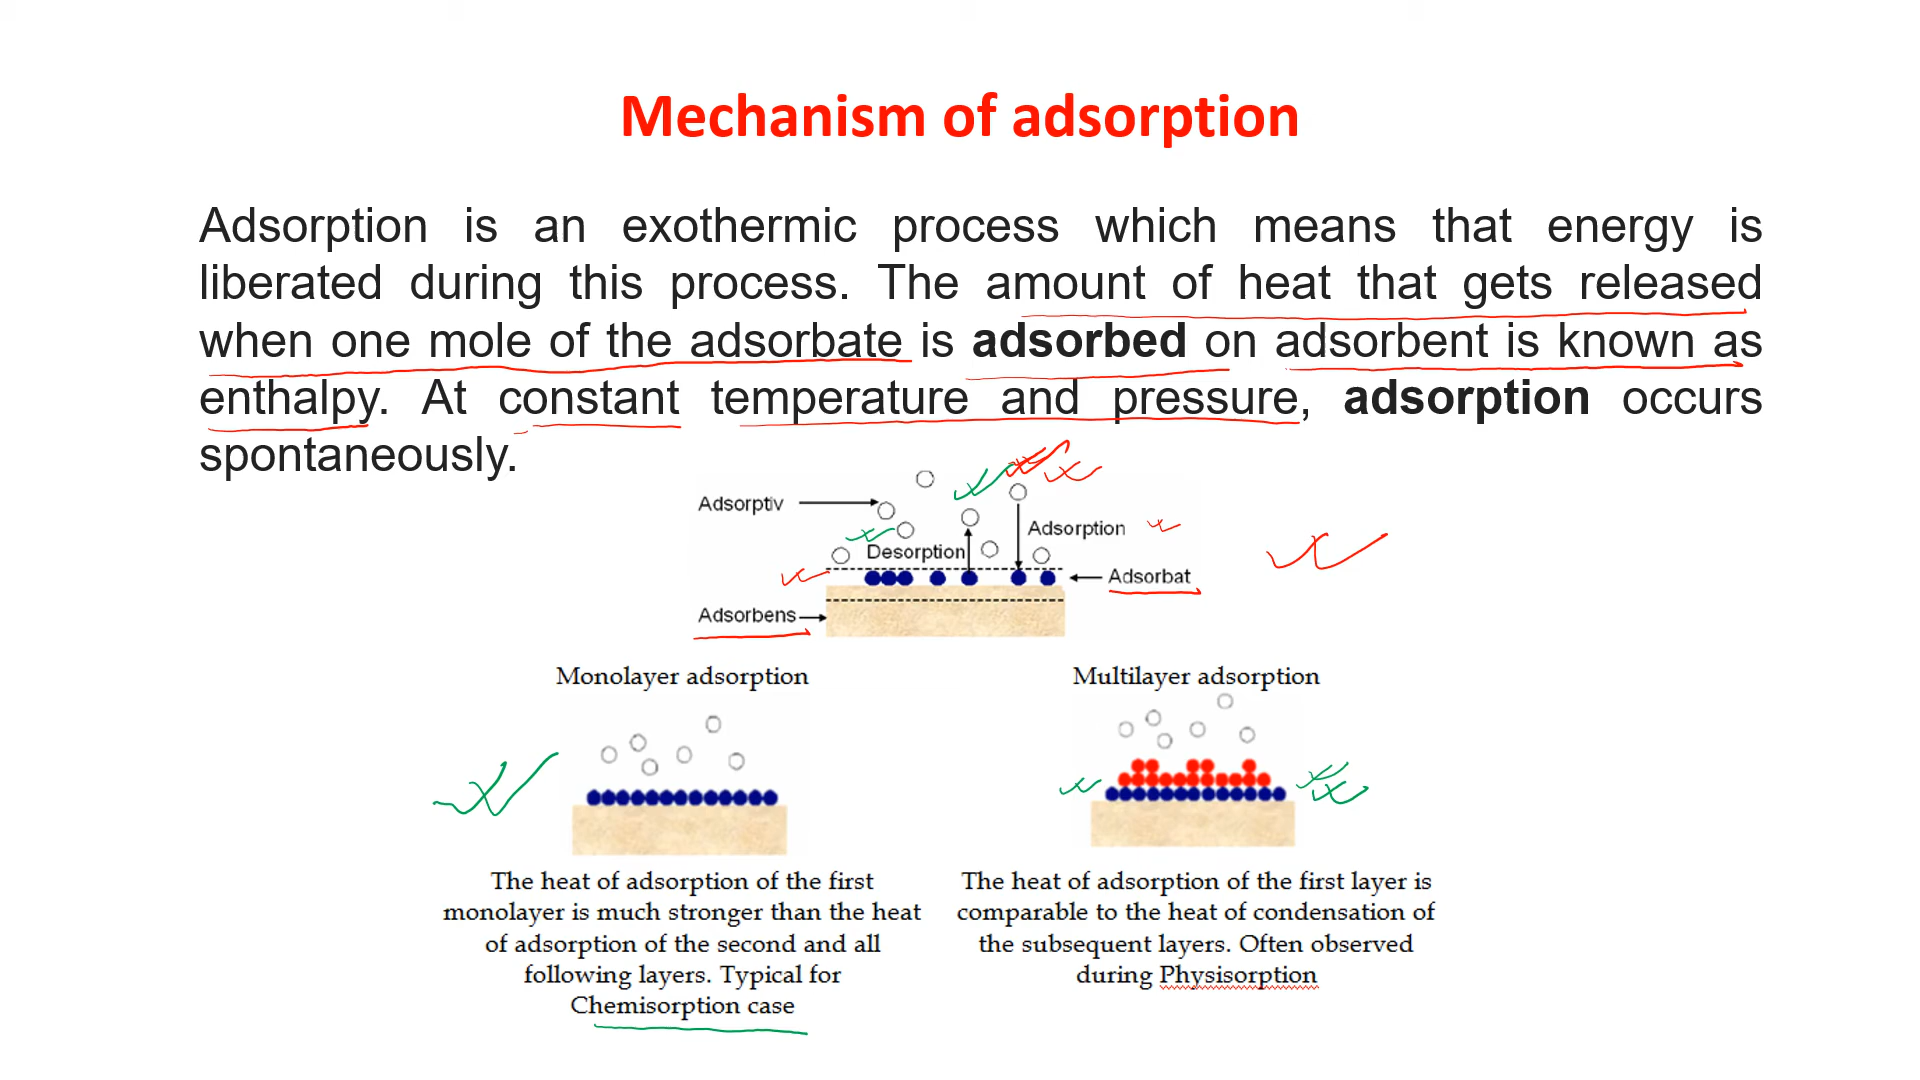 Mechanism of adsorption
Adsorption is an exothermic process which means that energy is
liberated during this process. The amount of heat that gets released
when one mole of the adsorbate is adsorbed on adsorbent is known as
enthalpy. At constant temperature and pressure, adsorption occurs
spontaneously.
Adsorptiv
Adsorption
Desorption
Adsorbat
Adsorbens
Monolayer adsorption
The heat of adsorption of the first
monolayer is much stronger than the heat
of adsorption of the second and all
following layers. Typical for
Chemisorption case
Multilayer adsorption
The heat of adsorption of the first layer is
comparable to the heat of condensation of
the subsequent layers. Often observed
during Physisorption